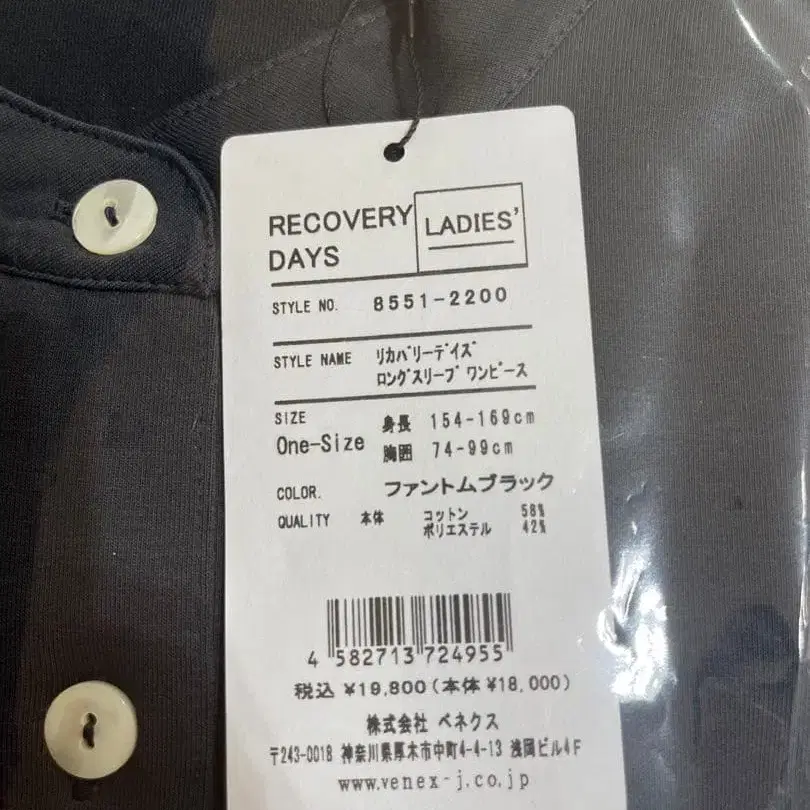 RECOVERY DAYS
LADIES'
STYLE NO. 8551-2200
STYLE NAME ﾘｶﾊﾞﾘｰﾃﾞｲｽﾞ
ﾛﾝｸﾞｽﾘｰﾌﾞ ﾜﾝﾋﾟｰｽ
SIZE
One-Size
身長 154-169cm
胸囲 74-99cm
COLOR. ファントムブラック
QUALITY 本体 コットン 58%
ポリエステル 42%
4 582713 724955
税込 ¥19,800(本体 ¥18,000)
株式会社 ベネクス
〒243-0018 神奈川県厚木市中町4-4-13 浅岡ビル4F
www.venex-j.co.jp